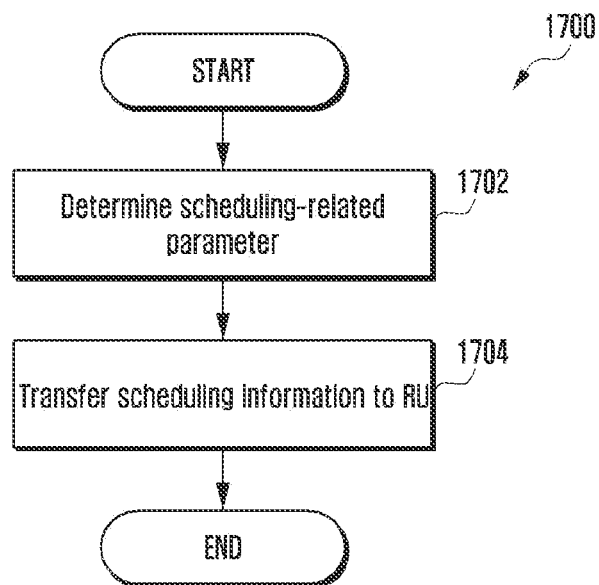 1700
START
1702
Determine scheduling-related
parameter
1704
Transfer scheduling information to RU
END